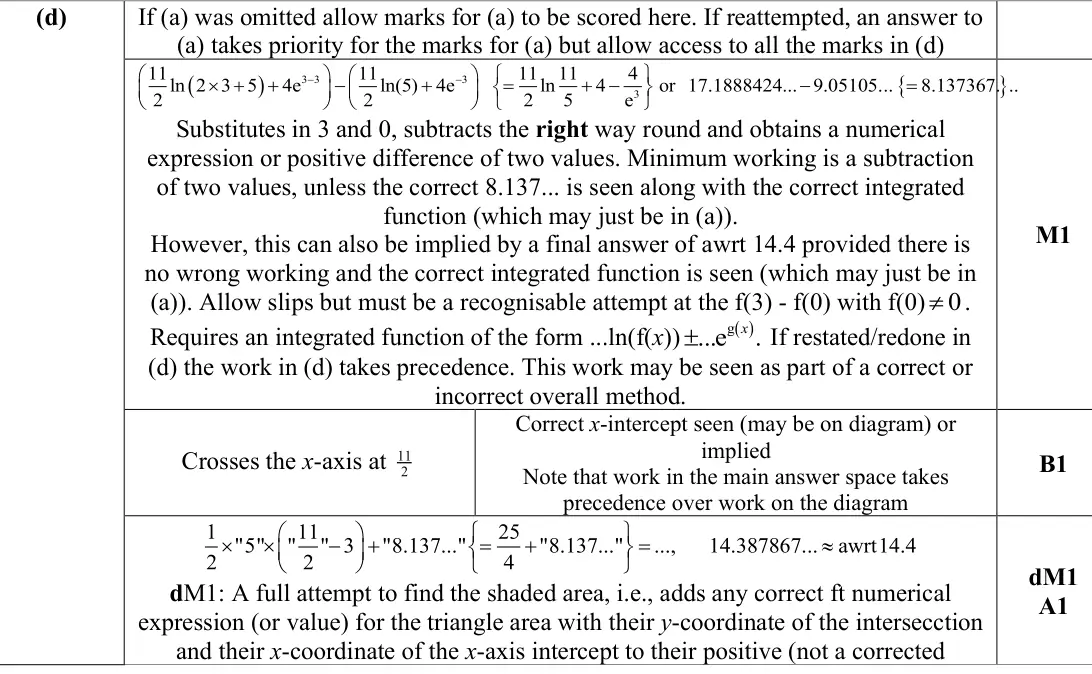 (d)
If (a) was omitted allow marks for (a) to be scored here. If reattempted, an answer to
(a) takes priority for the marks for (a) but allow access to all the marks in (d)
(11/2 ln(2×3+5)+4e^(3−3))−(11/2 ln(5)+4e^(−3)) {=11/2 ln 11/5 +4−4/e^3} or 17.1888424...−9.05105...{=8.137367.}..
Substitutes in 3 and 0, subtracts the right way round and obtains a numerical
expression or positive difference of two values. Minimum working is a subtraction
of two values, unless the correct 8.137... is seen along with the correct integrated
function (which may just be in (a)).
However, this can also be implied by a final answer of awrt 14.4 provided there is
no wrong working and the correct integrated function is seen (which may just be in
(a)). Allow slips but must be a recognisable attempt at the f(3) - f(0) with f(0)≠0.
Requires an integrated function of the form ...ln(f(x))±...e^(g(x)). If restated/redone in
(d) the work in (d) takes precedence. This work may be seen as part of a correct or
incorrect overall method.
M1
Crosses the x-axis at 11/2
Correct x-intercept seen (may be on diagram) or
implied
Note that work in the main answer space takes
precedence over work on the diagram
B1
1/2×"5"×("11/2"−3)+"8.137..."{=25/4+"8.137..."}=..., 14.387867...≈awrt14.4
dM1: A full attempt to find the shaded area, i.e., adds any correct ft numerical
expression (or value) for the triangle area with their y-coordinate of the intersecction
and their x-coordinate of the x-axis intercept to their positive (not a corrected
dM1
A1